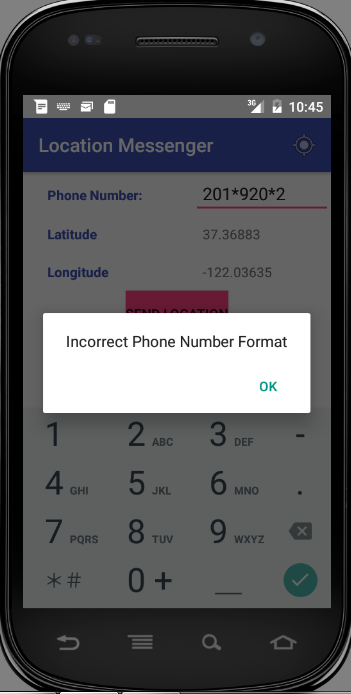 3G 10:45
Location Messenger
Phone Number: 201*920*2
Latitude 37.36883
Longitude -122.03635
SEND LOCATION
Incorrect Phone Number Format
OK
1 2 ABC 3 DEF -
4 GHI 5 JKL 6 MNO .
7 PQRS 8 TUV 9 WXYZ
*# 0 + _